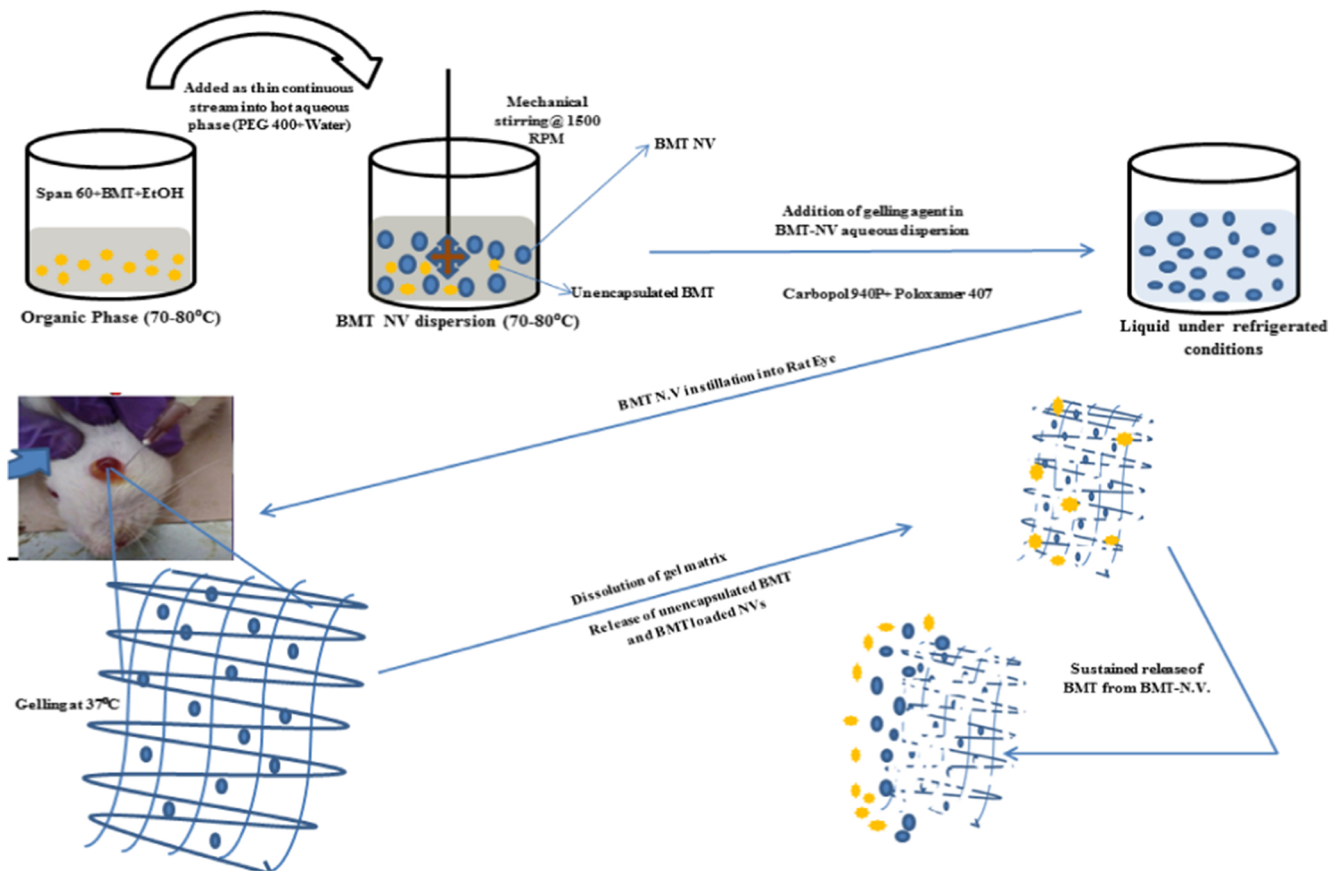 Added as thin continuous
stream into hot aqueous
phase (PEG 400+Water)
Mechanical
stirring@ 1500
RPM
BMT NV
Span 60+BMT+EtOH
Unencapsulated BMT
Organic Phase (70-80°C)
BMT NV dispersion (70-80°C)
Addition of gelling agent in
BMT-NV aqueous dispersion
Carbopol 940P+ Poloxamer 407
Liquid under refrigerated
conditions
BMT N.V instillation into Rat Eye
Gelling at 37°C
Dissolution of gel matrix
Release of unencapsulated BMT
and BMT loaded NVs
Sustained release of
BMT from BMT-N.V.